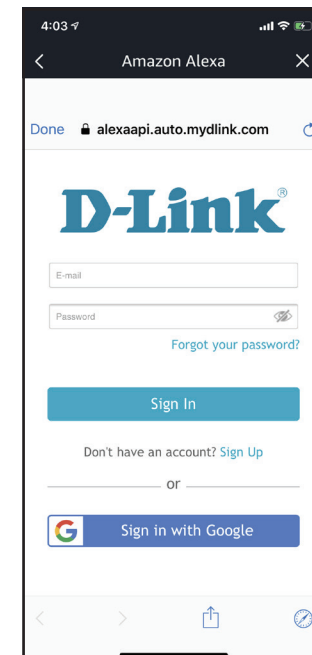 4:03
Amazon Alexa
Done alexaapi.auto.mydlink.com
D-Link®
E-mail
Password
Forgot your password?
Sign In
Don't have an account? Sign Up
or
G Sign in with Google